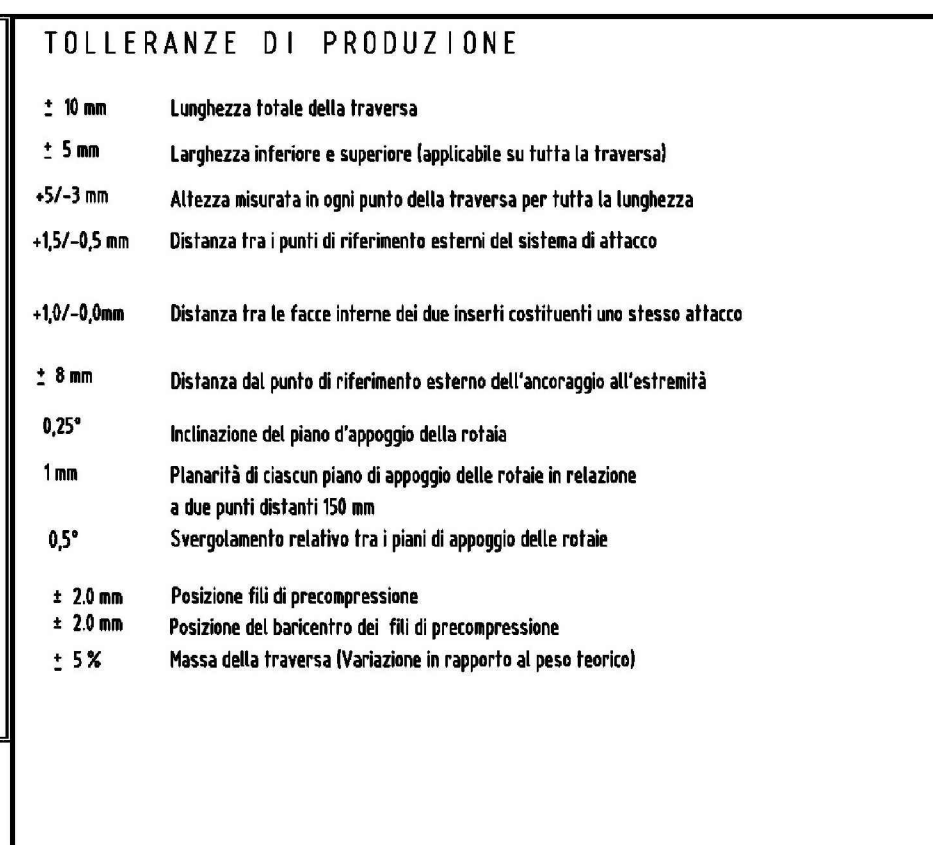 TOLLERANZE DI PRODUZIONE
± 10 mm Lunghezza totale della traversa
± 5 mm Larghezza inferiore e superiore (applicabile su tutta la traversa)
+5/-3 mm Altezza misurata in ogni punto della traversa per tutta la lunghezza
+1,5/-0,5 mm Distanza tra i punti di riferimento esterni del sistema di attacco
+1,0/-0,0mm Distanza tra le facce interne dei due inserti costituenti uno stesso attacco
± 8 mm Distanza dal punto di riferimento esterno dell'ancoraggio all'estremità
0,25° Inclinazione del piano d'appoggio della rotaia
1 mm Planarità di ciascun piano di appoggio delle rotaie in relazione
a due punti distanti 150 mm
0,5° Svergolamento relativo tra i piani di appoggio delle rotaie
± 2.0 mm Posizione fili di precompressione
± 2.0 mm Posizione del baricentro dei fili di precompressione
± 5 % Massa della traversa (Variazione in rapporto al peso teorico)